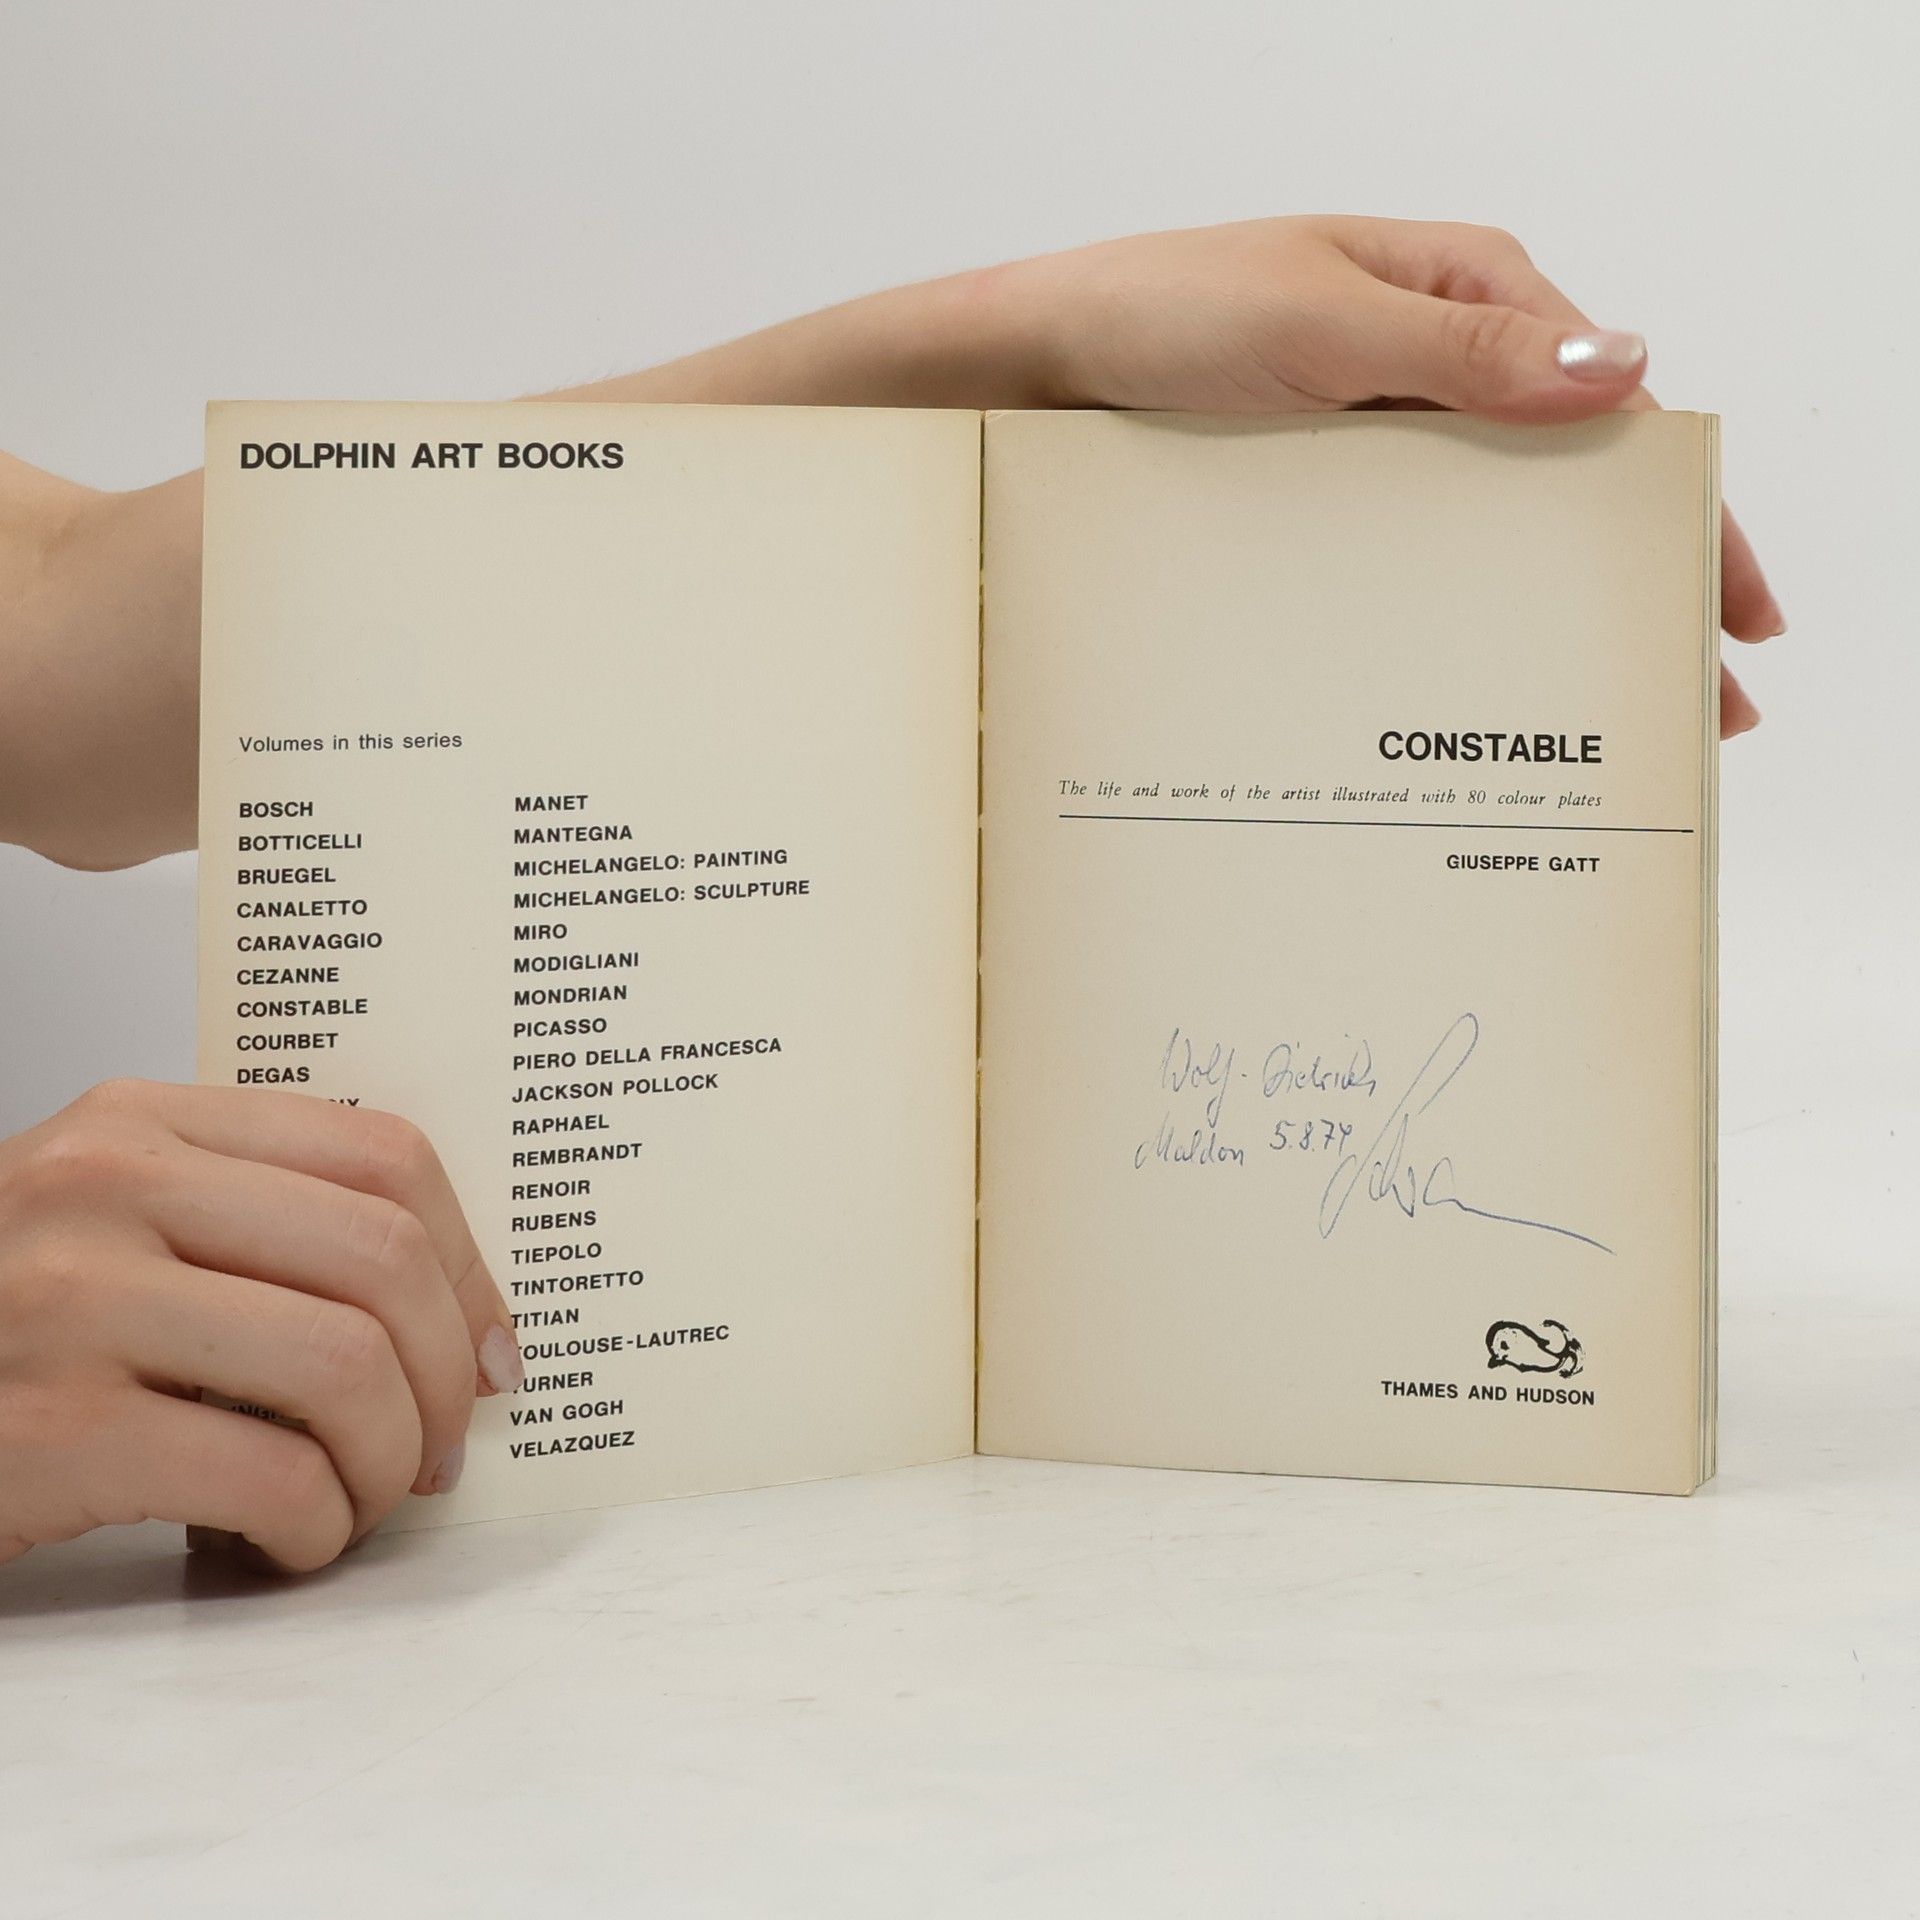 DOLPHIN ART BOOKS
Volumes in this series
BOSCH
BOTTICELLI
BRUEGEL
CANALETTO
CARAVAGGIO
CEZANNE
CONSTABLE
COURBET
DEGAS
MANET
MANTEGNA
MICHELANGELO: PAINTING
MICHELANGELO: SCULPTURE
MIRO
MODIGLIANI
MONDRIAN
PICASSO
PIERO DELLA FRANCESCA
JACKSON POLLOCK
RAPHAEL
REMBRANDT
RENOIR
RUBENS
TIEPOLO
TINTORETTO
TITIAN
TOULOUSE-LAUTREC
TURNER
VAN GOGH
VELAZQUEZ
CONSTABLE
The life and work of the artist illustrated with 80 colour plates
GIUSEPPE GATT
Wolf-Dietrich
Maldon 5.8.74
THAMES AND HUDSON